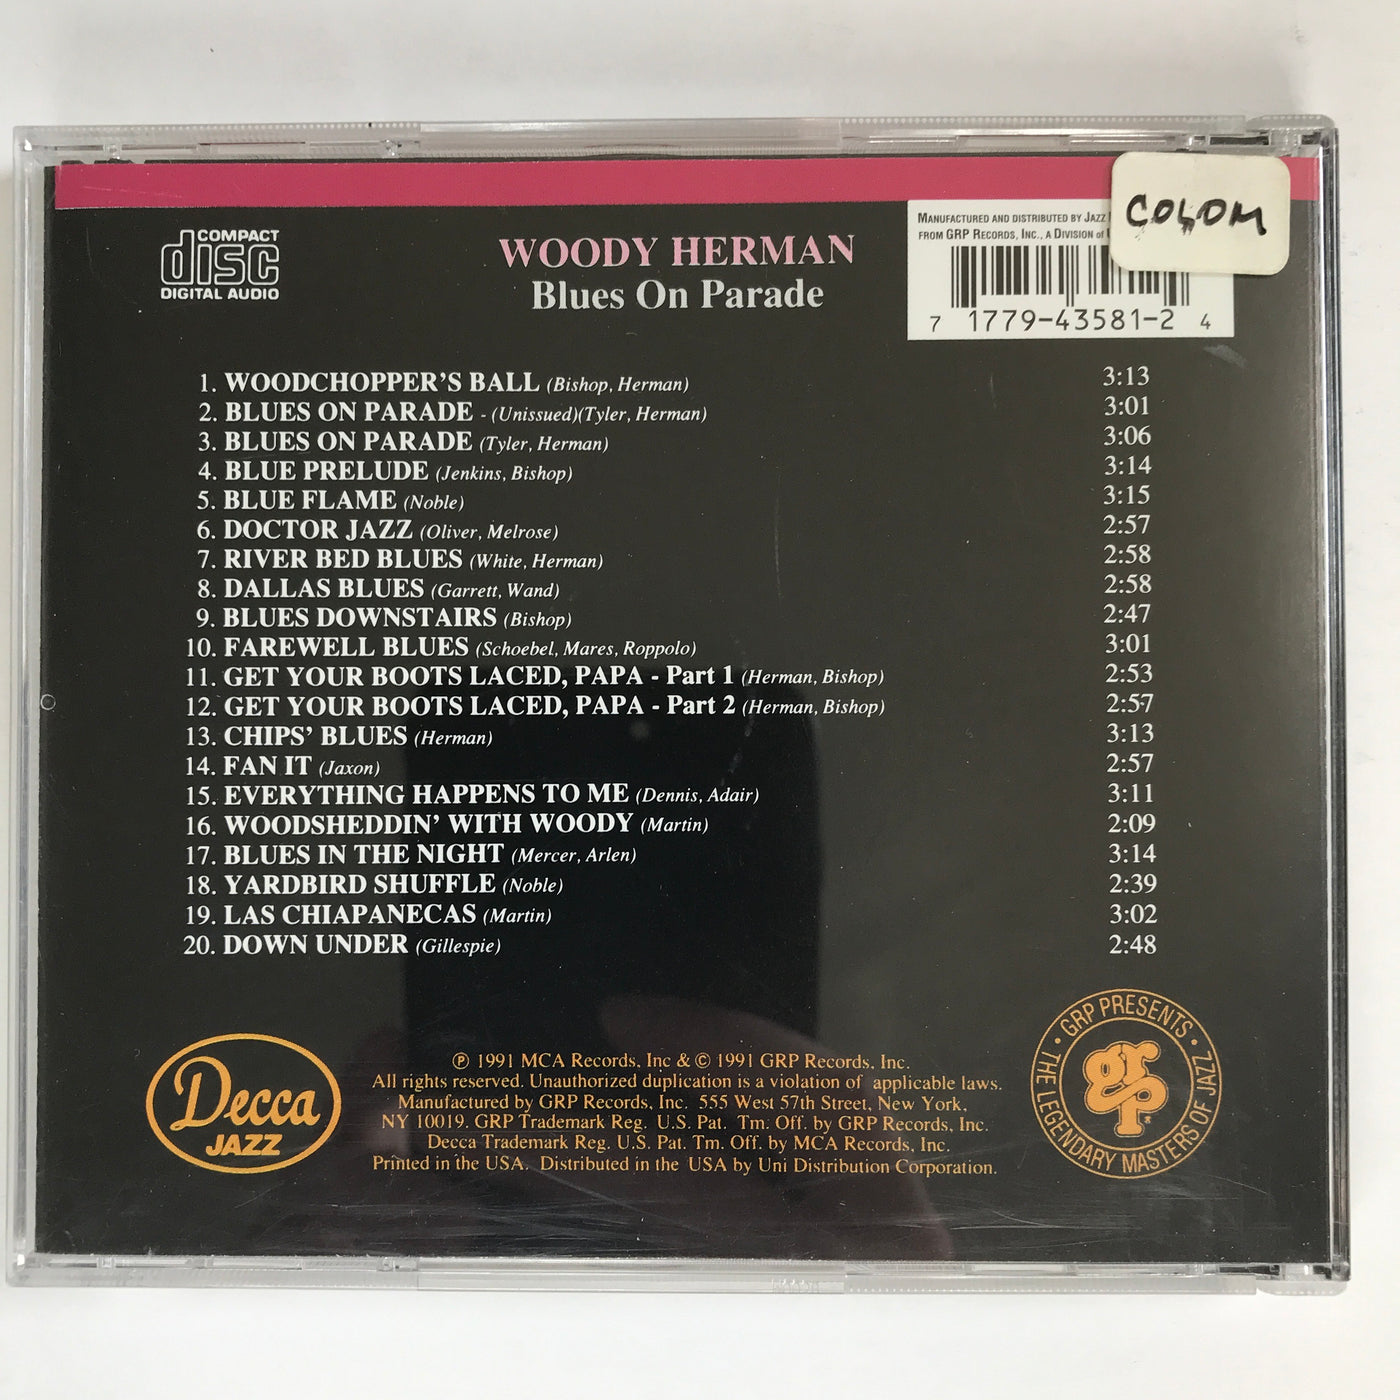 COMPACT
disc
DIGITAL AUDIO
WOODY HERMAN
Blues On Parade
MANUFACTURED AND DISTRIBUTED BY JAZZ
FROM GRP RECORDS, INC., A DIVISION of
COLOM
7 17779-43581-2 4
1. WOODCHOPPER'S BALL (Bishop, Herman) 3:13
2. BLUES ON PARADE - (Unissued)(Tyler, Herman) 3:01
3. BLUES ON PARADE (Tyler, Herman) 3:06
4. BLUE PRELUDE (Jenkins, Bishop) 3:14
5. BLUE FLAME (Noble) 3:15
6. DOCTOR JAZZ (Oliver, Melrose) 2:57
7. RIVER BED BLUES (White, Herman) 2:58
8. DALLAS BLUES (Garrett, Wand) 2:58
9. BLUES DOWNSTAIRS (Bishop) 2:47
10. FAREWELL BLUES (Schoebel, Mares, Roppolo) 3:01
11. GET YOUR BOOTS LACED, PAPA - Part 1 (Herman, Bishop) 2:53
12. GET YOUR BOOTS LACED, PAPA - Part 2 (Herman, Bishop) 2:57
13. CHIPS' BLUES (Herman) 3:13
14. FAN IT (Jaxon) 2:57
15. EVERYTHING HAPPENS TO ME (Dennis, Adair) 3:11
16. WOODSHEDDIN' WITH WOODY (Martin) 2:09
17. BLUES IN THE NIGHT (Mercer, Arlen) 3:14
18. YARDBIRD SHUFFLE (Noble) 2:39
19. LAS CHIAPANECAS (Martin) 3:02
20. DOWN UNDER (Gillespie) 2:48
Decca
JAZZ
℗ 1991 MCA Records, Inc & © 1991 GRP Records, Inc.
All rights reserved. Unauthorized duplication is a violation of applicable laws.
Manufactured by GRP Records, Inc. 555 West 57th Street, New York,
NY 10019. GRP Trademark Reg. U.S. Pat. Tm. Off. by GRP Records, Inc.
Decca Trademark Reg. U.S. Pat. Tm. Off. by MCA Records, Inc.
Printed in the USA. Distributed in the USA by Uni Distribution Corporation.
• GRP PRESENTS •
THE LEGENDARY MASTERS OF JAZZ
grp®